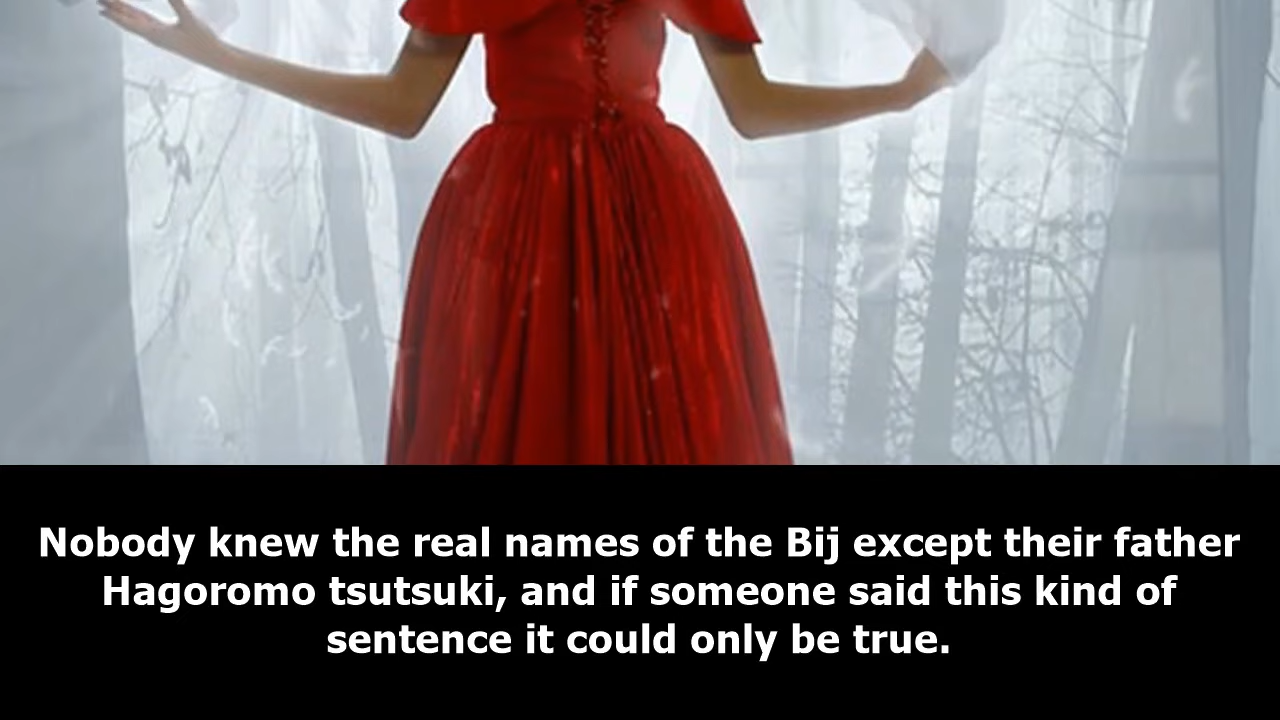 Nobody knew the real names of the Bij except their father
Hagoromo tsutsuki, and if someone said this kind of
sentence it could only be true.